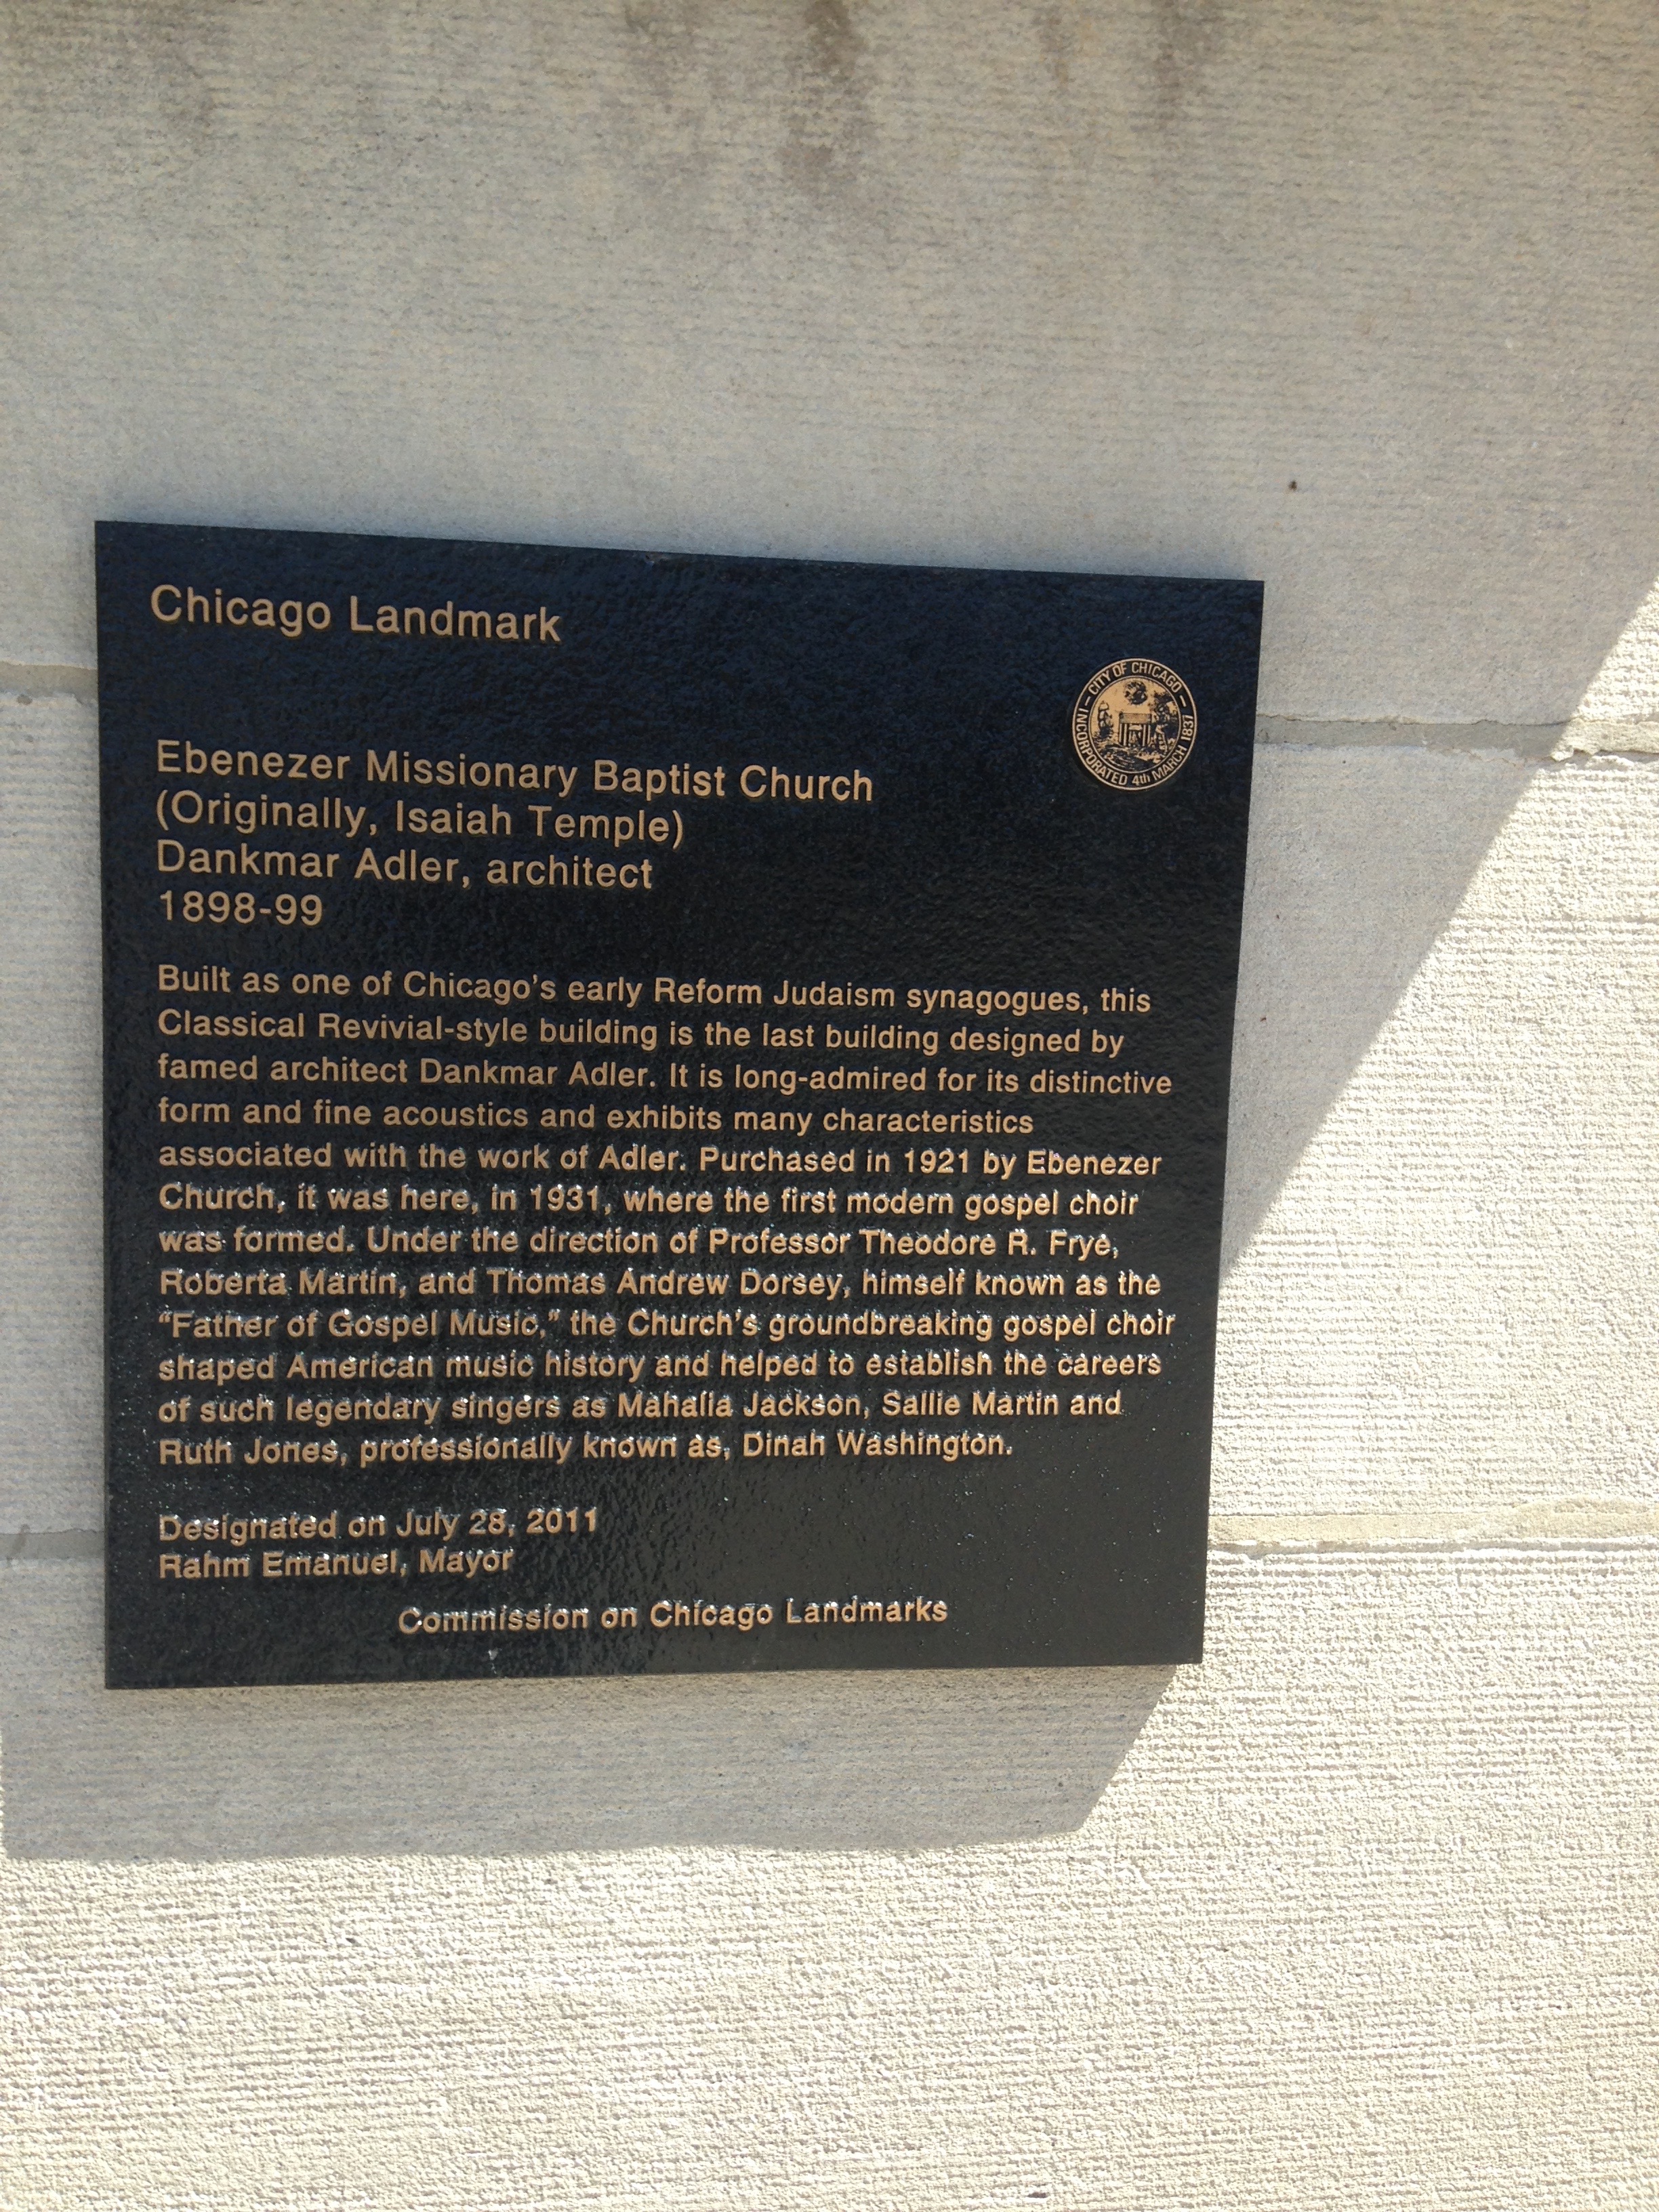 Chicago Landmark
CITY OF CHICAGO
INCORPORATED 4th MARCH 1837
Ebenezer Missionary Baptist Church
(Originally, Isaiah Temple)
Dankmar Adler, architect
1898-99
Built as one of Chicago's early Reform Judaism synagogues, this
Classical Revivial-style building is the last building designed by
famed architect Dankmar Adler. It is long-admired for its distinctive
form and fine acoustics and exhibits many characteristics
associated with the work of Adler. Purchased in 1921 by Ebenezer
Church, it was here, in 1931, where the first modern gospel choir
was formed. Under the direction of Professor Theodore R. Frye,
Roberta Martin, and Thomas Andrew Dorsey, himself known as the
“Father of Gospel Music,” the Church's groundbreaking gospel choir
shaped American music history and helped to establish the careers
of such legendary singers as Mahalia Jackson, Sallie Martin and
Ruth Jones, professionally known as, Dinah Washington.
Designated on July 28, 2011
Rahm Emanuel, Mayor
Commission on Chicago Landmarks